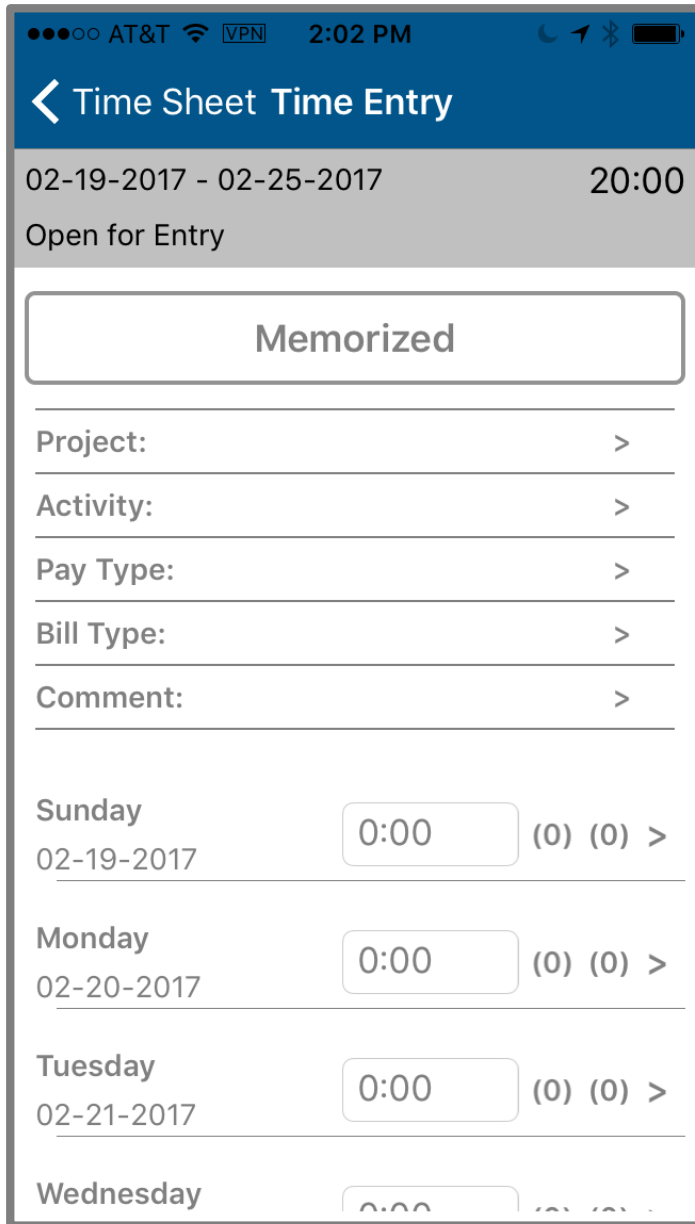 AT&T VPN 2:02 PM
Time Sheet Time Entry
02-19-2017 - 02-25-2017 20:00
Open for Entry
Memorized
Project: >
Activity: >
Pay Type: >
Bill Type: >
Comment: >
Sunday
02-19-2017 0:00 (0) (0) >
Monday
02-20-2017 0:00 (0) (0) >
Tuesday
02-21-2017 0:00 (0) (0) >
Wednesday